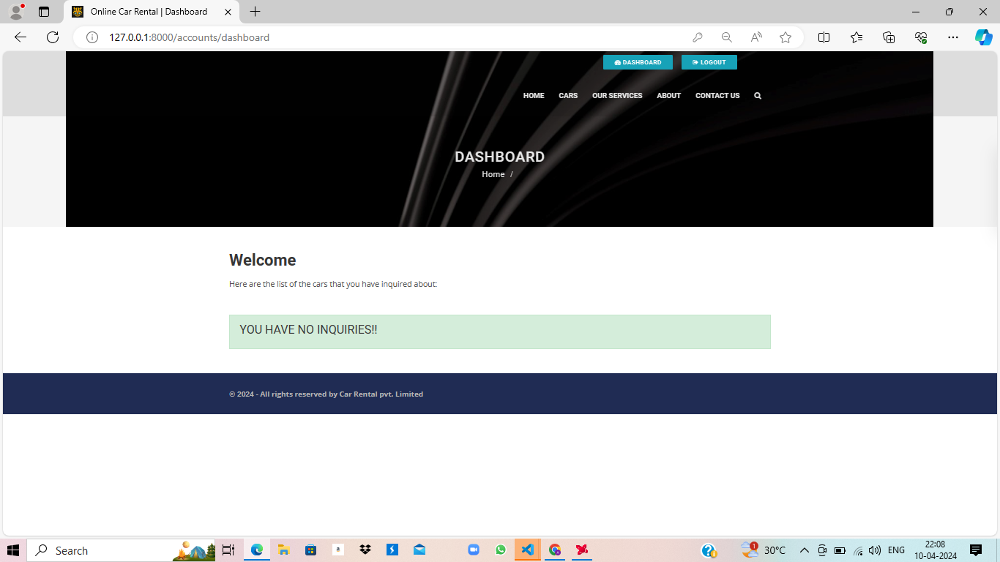 Online Car Rental | Dashboard
127.0.0.1:8000/accounts/dashboard
DASHBOARD LOGOUT
HOME CARS OUR SERVICES ABOUT CONTACT US
DASHBOARD
Home /
Welcome
Here are the list of the cars that you have inquired about:
YOU HAVE NO INQUIRIES!!
© 2024 - All rights reserved by Car Rental pvt. Limited
Search
1
30°C
ENG
22:08
10-04-2024